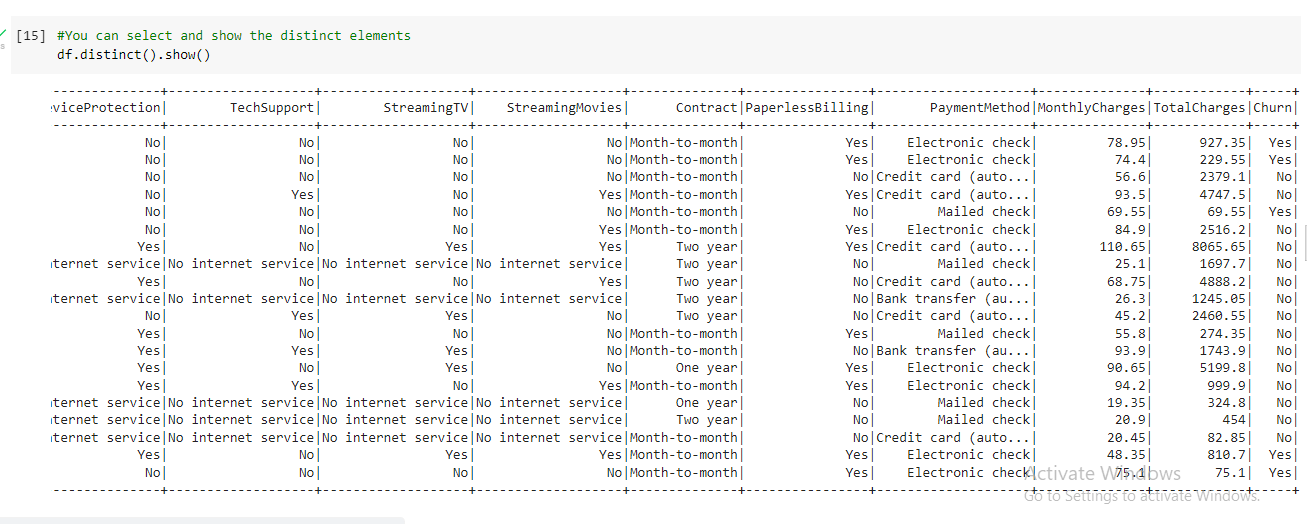 [15] #You can select and show the distinct elements
df.distinct().show()
--------------+--------------------+-------------------+-------------------+--------------+----------------+--------------------+--------------+------------+-----+
viceProtection| TechSupport| StreamingTV| StreamingMovies| Contract|PaperlessBilling| PaymentMethod|MonthlyCharges|TotalCharges|Churn|
--------------+--------------------+-------------------+-------------------+--------------+----------------+--------------------+--------------+------------+-----+
No| No| No| No|Month-to-month| Yes| Electronic check| 78.95| 927.35| Yes|
No| No| No| No|Month-to-month| Yes| Electronic check| 74.4| 229.55| Yes|
No| No| No| No|Month-to-month| No|Credit card (auto...| 56.6| 2379.1| No|
No| Yes| No| Yes|Month-to-month| Yes|Credit card (auto...| 93.5| 4747.5| No|
No| No| No| No|Month-to-month| No| Mailed check| 69.55| 69.55| Yes|
No| No| No| Yes|Month-to-month| Yes| Electronic check| 84.9| 2516.2| No|
Yes| No| Yes| Yes| Two year| Yes|Credit card (auto...| 110.65| 8065.65| No|
ternet service|No internet service|No internet service|No internet service| Two year| No| Mailed check| 25.1| 1697.7| No|
Yes| No| No| Yes| Two year| No|Credit card (auto...| 68.75| 4888.2| No|
ternet service|No internet service|No internet service|No internet service| Two year| No|Bank transfer (au...| 26.3| 1245.05| No|
No| Yes| Yes| No| Two year| No|Credit card (auto...| 45.2| 2460.55| No|
Yes| No| No| No|Month-to-month| Yes| Mailed check| 55.8| 274.35| No|
Yes| Yes| Yes| No|Month-to-month| No|Bank transfer (au...| 93.9| 1743.9| No|
Yes| No| Yes| Yes| One year| Yes| Electronic check| 90.65| 5199.8| No|
Yes| Yes| No| Yes|Month-to-month| Yes| Electronic check| 94.2| 999.9| No|
ternet service|No internet service|No internet service|No internet service| One year| No| Mailed check| 19.35| 324.8| No|
ternet service|No internet service|No internet service|No internet service| Two year| No| Mailed check| 20.9| 454| No|
ternet service|No internet service|No internet service|No internet service|Month-to-month| No|Credit card (auto...| 20.45| 82.85| No|
Yes| No| Yes| Yes|Month-to-month| Yes| Electronic check| 48.35| 810.7| Yes|
No| No| No| No|Month-to-month| Yes| Electronic check| 75.1| 75.1| Yes|
--------------+--------------------+-------------------+-------------------+--------------+----------------+--------------------+--------------+------------+-----+
Activate Windows
Go to Settings to activate Windows.